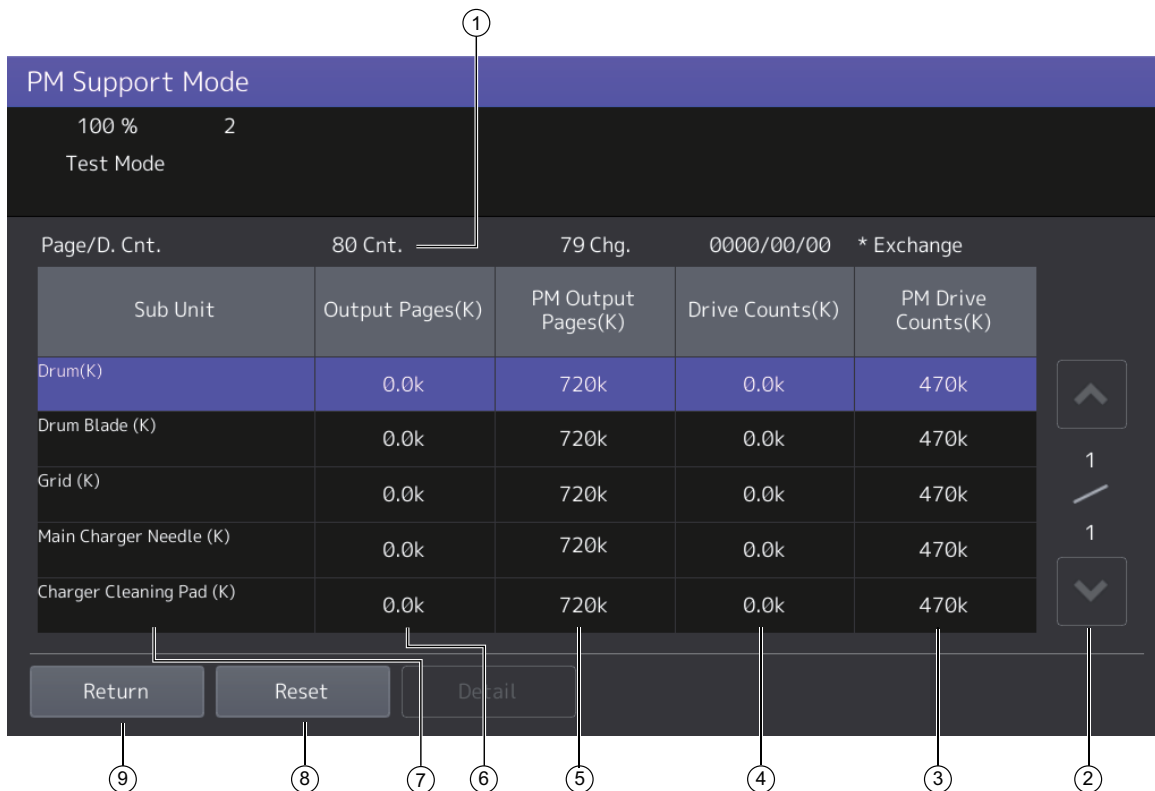 1
PM Support Mode
100 % 2
Test Mode
Page/D. Cnt. 80 Cnt. 79 Chg. 0000/00/00 * Exchange
Sub Unit Output Pages(K) PM Output Pages(K) Drive Counts(K) PM Drive Counts(K)
Drum(K) 0.0k 720k 0.0k 470k
Drum Blade (K) 0.0k 720k 0.0k 470k
Grid (K) 0.0k 720k 0.0k 470k
Main Charger Needle (K) 0.0k 720k 0.0k 470k
Charger Cleaning Pad (K) 0.0k 720k 0.0k 470k
1
1
Return Reset Detail
9 8 7 6 5 4 3 2